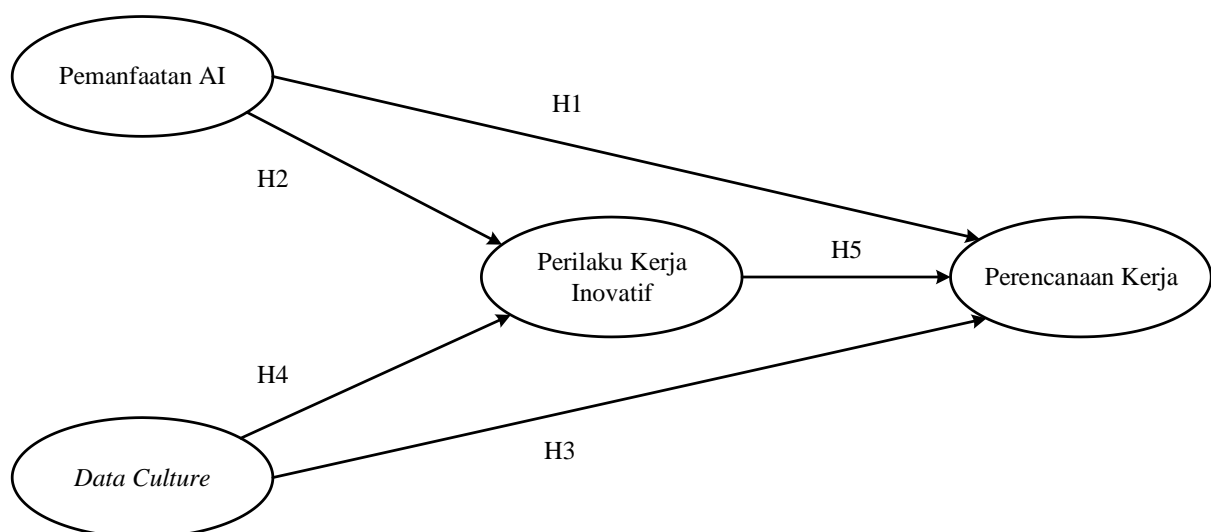 Pemanfaatan AI
H1
H2
Perilaku Kerja
Inovatif
H5
Perencanaan Kerja
H4
H3
Data Culture